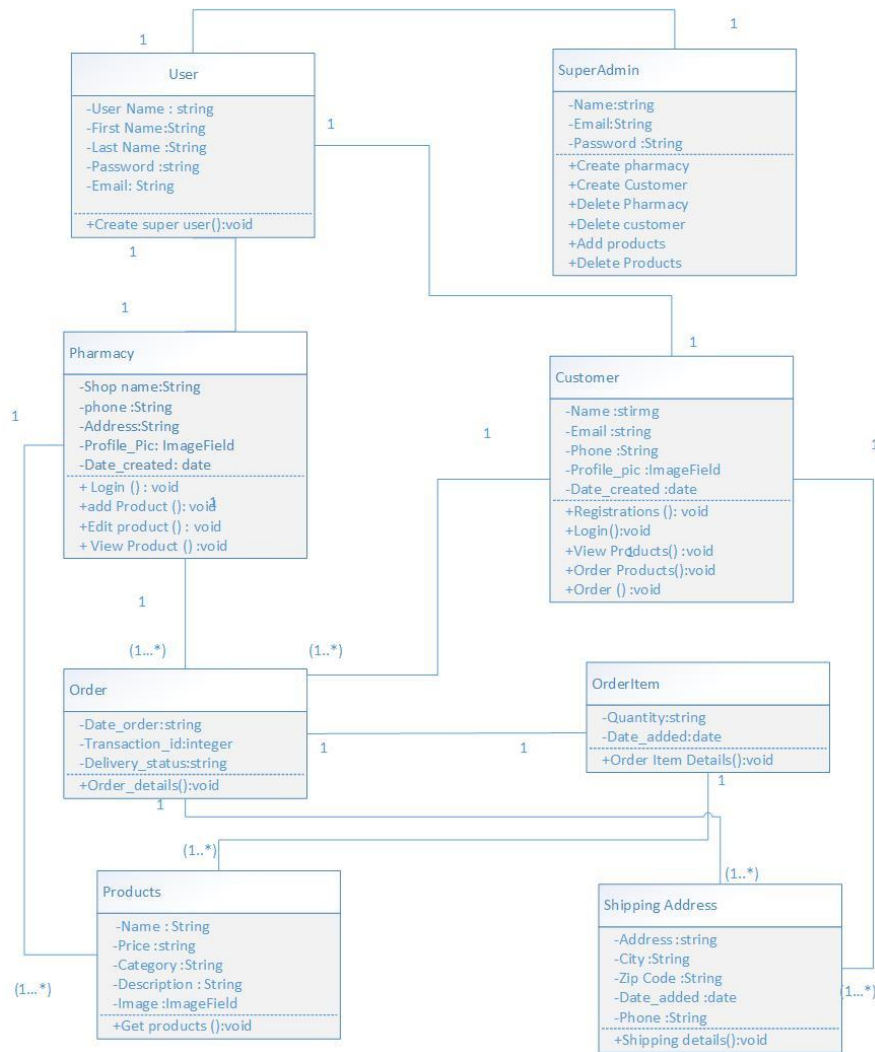 1
1
User
-User Name : string
-First Name:String
-Last Name :String
-Password :string
-Email: String
+Create super user():void
1
SuperAdmin
-Name:string
-Email:String
-Password :String
+Create pharmacy
+Create Customer
+Delete Pharmacy
+Delete customer
+Add products
+Delete Products
1
1
1
Pharmacy
-Shop name:String
-phone :String
-Address:String
-Profile_Pic: ImageField
-Date_created: date
+ Login () : void
+add Product (): void
1
+Edit product () : void
+ View Product () :void
1
1
Customer
-Name :stirmg
-Email :string
-Phone :String
-Profile_pic :ImageField
-Date_created :date
+Registrations (): void
+Login():void
+View Products() :void
1
+Order Products():void
+Order () :void
1
1
1
(1...*)
(1..*)
Order
-Date_order:string
-Transaction_id:integer
-Delivery_status:string
+Order_details():void
1
1
OrderItem
-Quantity:string
-Date_added:date
+Order Item Details():void
1
1
(1..*)
(1..*)
Products
-Name : String
-Price :string
-Category :String
-Description : String
-Image :ImageField
+Get products ():void
(1...*)
Shipping Address
-Address :string
-City :String
-Zip Code :String
-Date_added :date
-Phone :String
+Shipping details():void
(1...*)